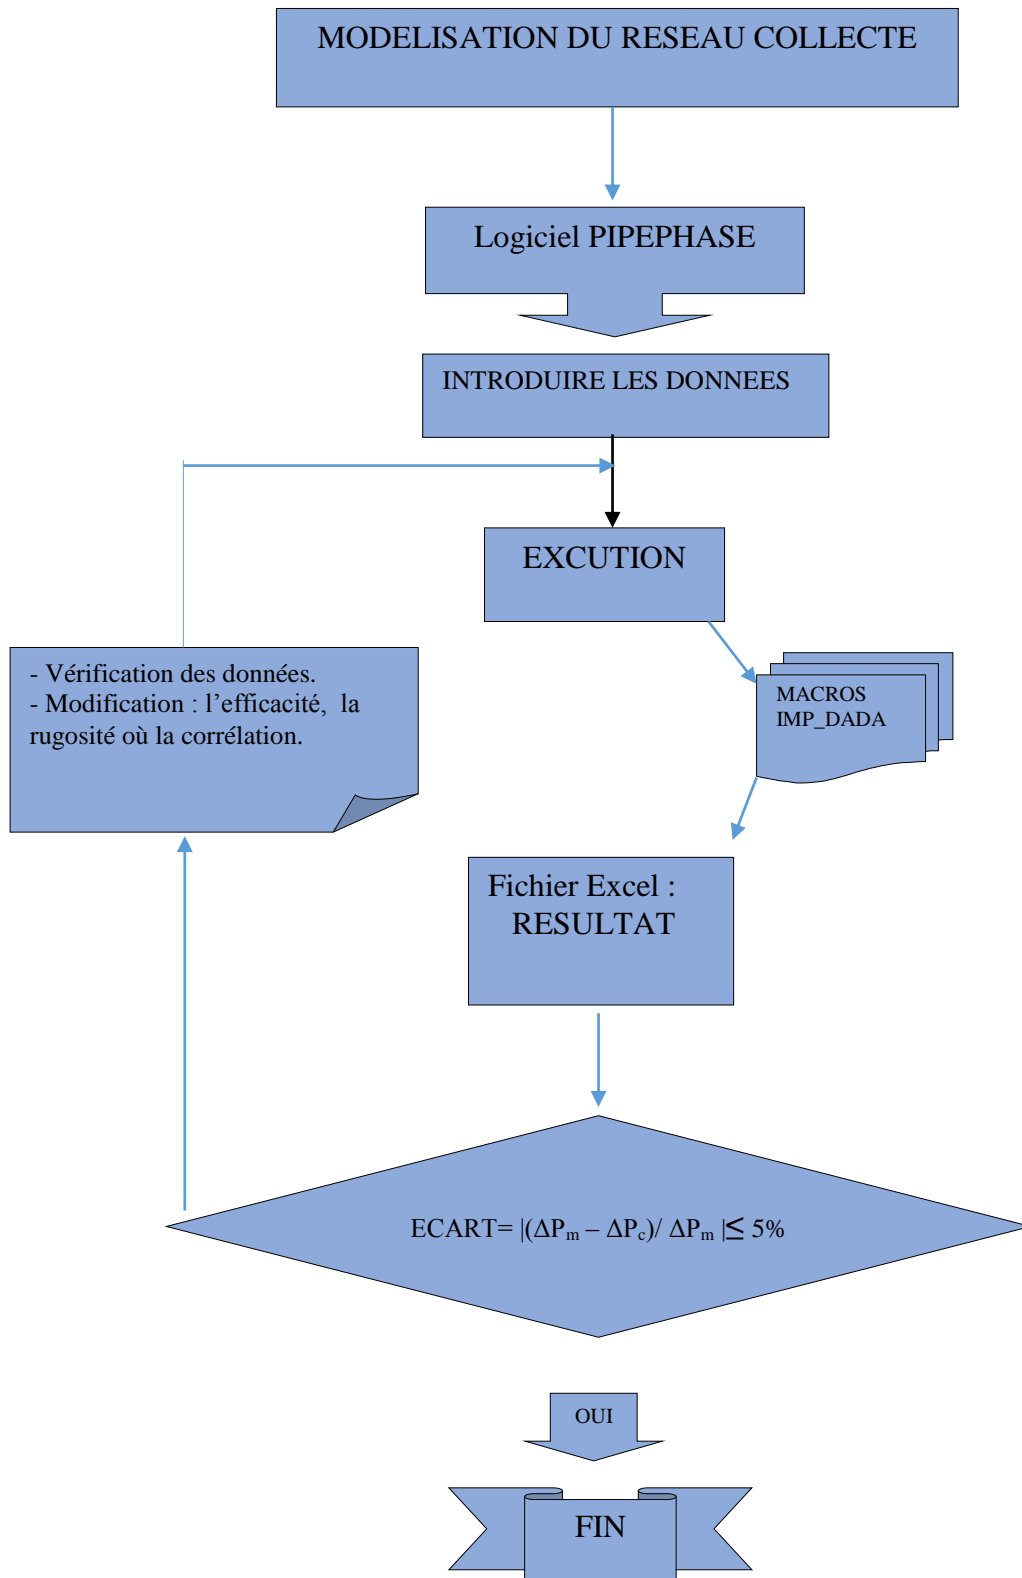 MODELISATION DU RESEAU COLLECTE
Logiciel PIPEPHASE
INTRODUIRE LES DONNEES
EXCUTION
- Vérification des données.
- Modification : l’efficacité, la
rugosité où la corrélation.
MACROS
IMP_DADA
Fichier Excel :
RESULTAT
ECART= |(ΔPm – ΔPc)/ ΔPm |≤ 5%
OUI
FIN